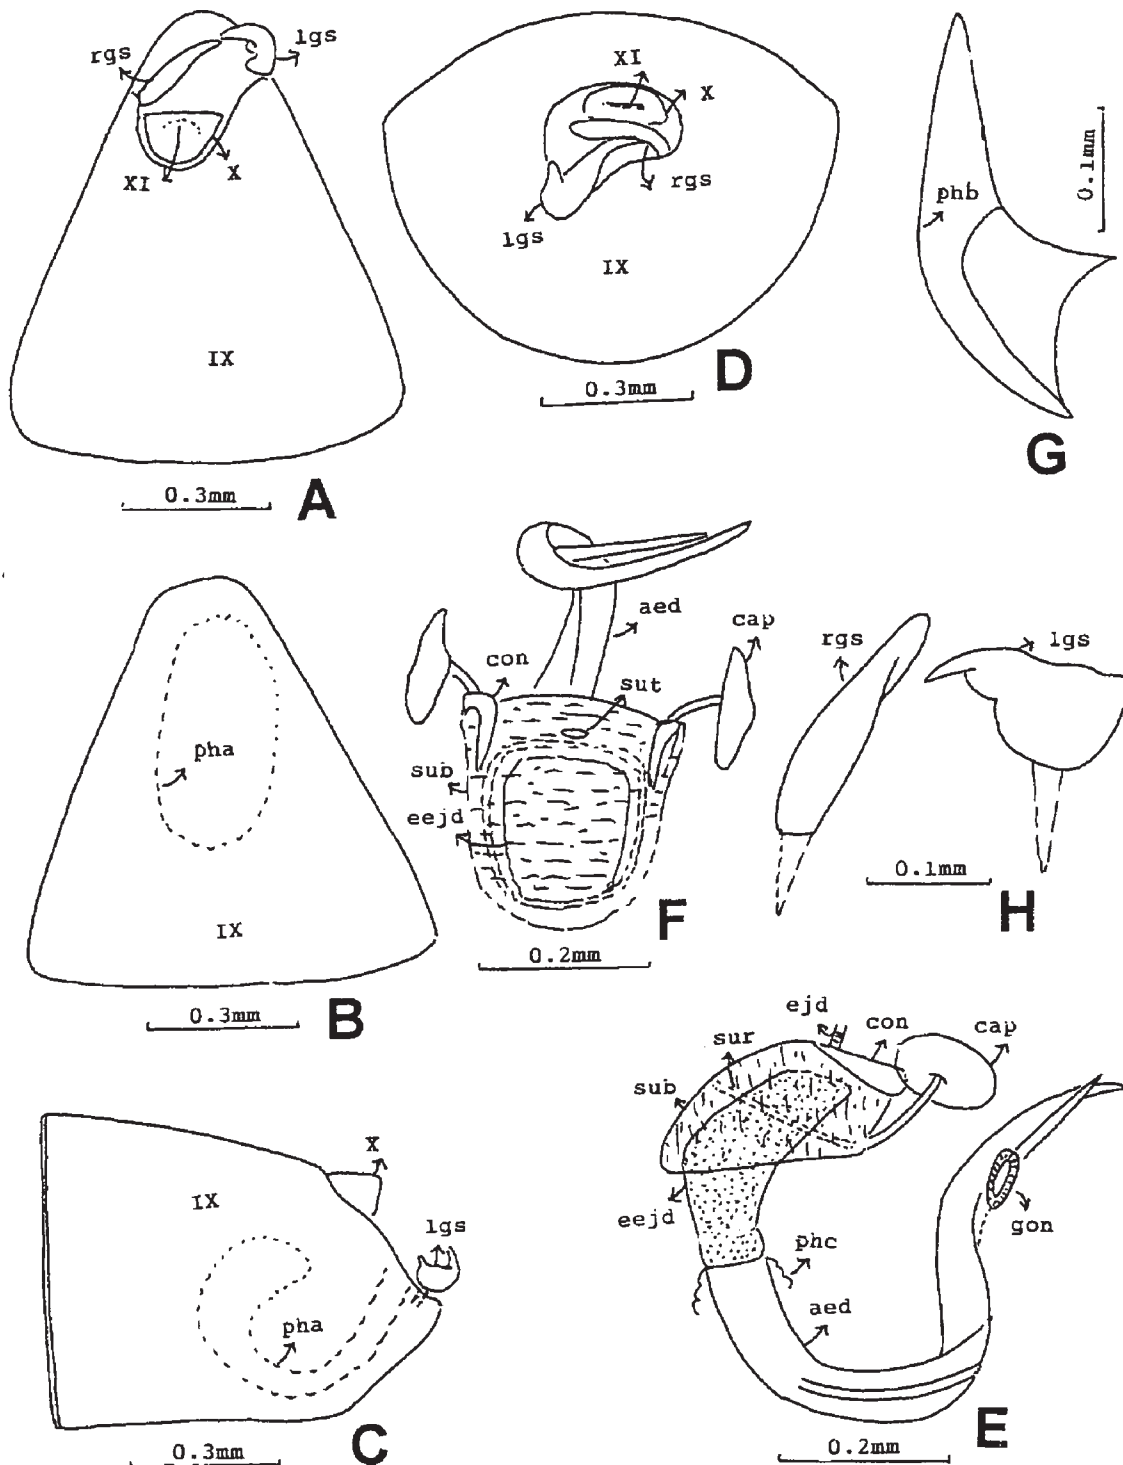 rgs
lgs
XI
X
IX
0.3mm
A
XI
X
rgs
lgs
IX
0.3mm
D
phb
0.1mm
G
pha
IX
0.3mm
B
aed
cap
con
sut
sub
eejd
F
0.2mm
rgs
lgs
0.1mm
H
X
IX
lgs
pha
0.3mm
C
ejd
con
cap
sur
sub
eejd
phc
gon
aed
E
0.2mm